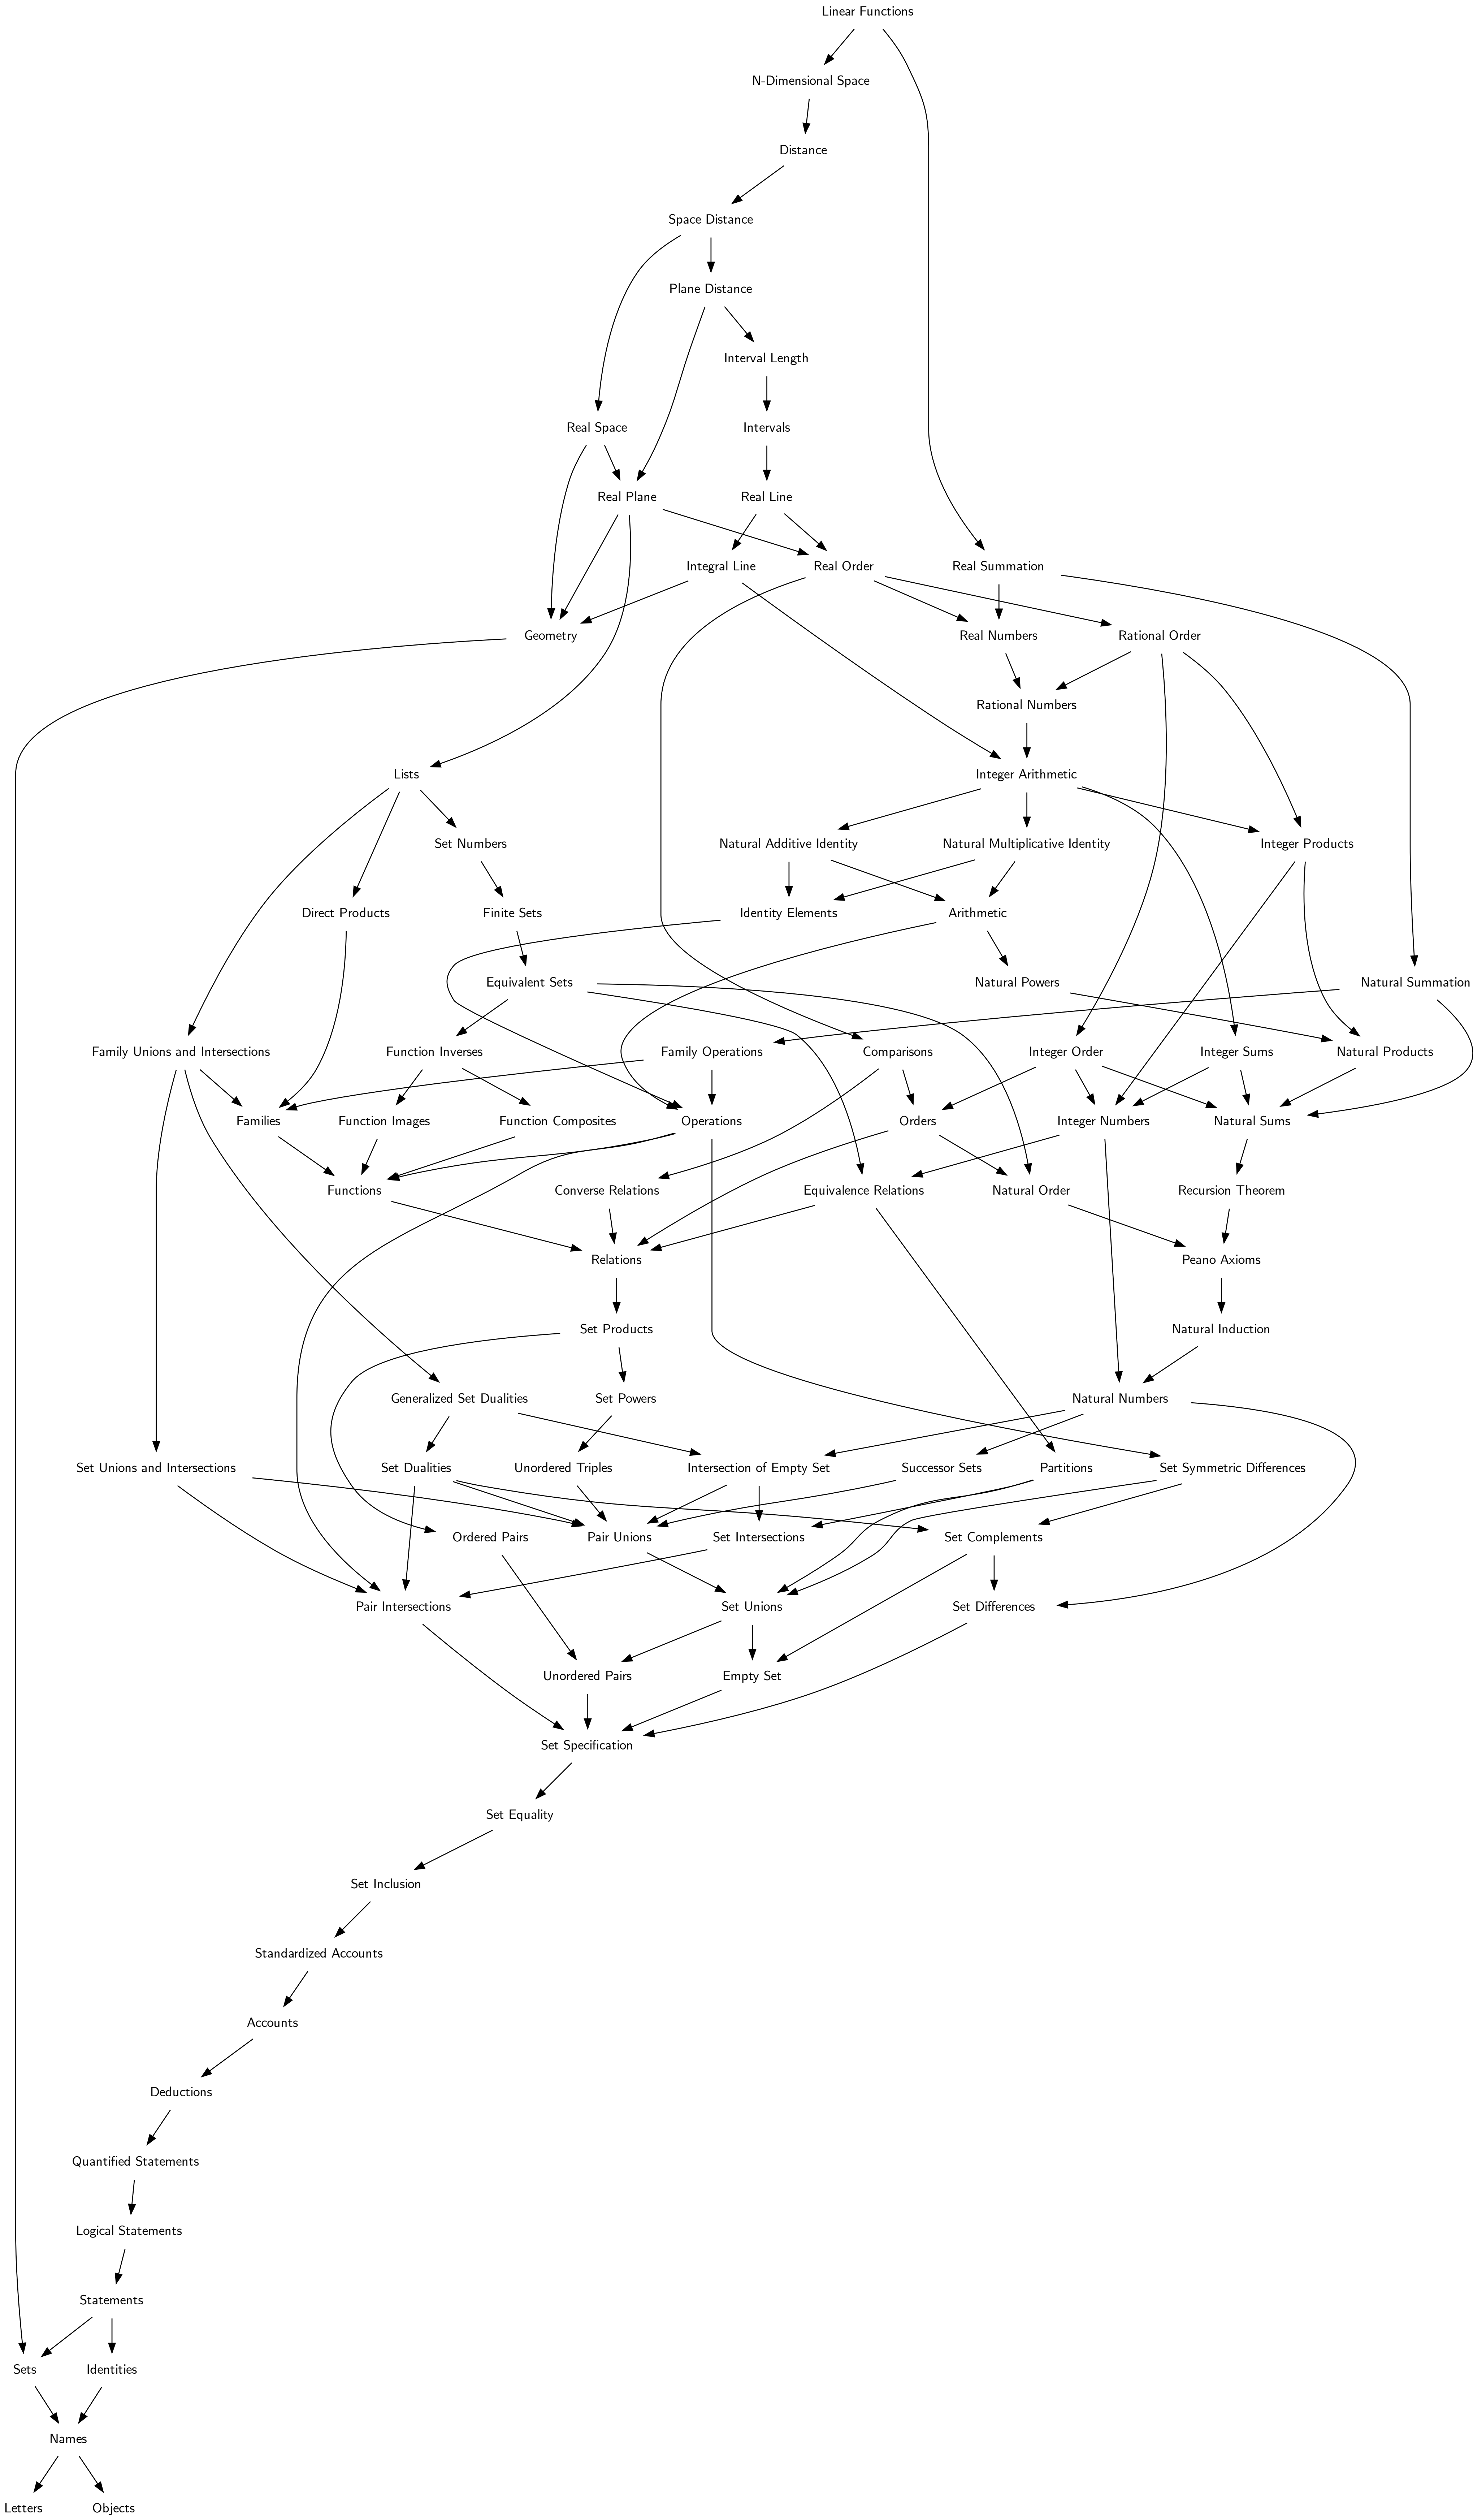 Linear Functions
N-Dimensional Space
Distance
Space Distance
Plane Distance
Interval Length
Real Space
Intervals
Real Plane
Real Line
Integral Line
Real Order
Real Summation
Geometry
Real Numbers
Rational Order
Rational Numbers
Lists
Integer Arithmetic
Set Numbers
Natural Additive Identity
Natural Multiplicative Identity
Integer Products
Direct Products
Finite Sets
Identity Elements
Arithmetic
Equivalent Sets
Natural Powers
Natural Summation
Family Unions and Intersections
Function Inverses
Family Operations
Comparisons
Integer Order
Integer Sums
Natural Products
Families
Function Images
Function Composites
Operations
Orders
Integer Numbers
Natural Sums
Functions
Converse Relations
Equivalence Relations
Natural Order
Recursion Theorem
Relations
Peano Axioms
Set Products
Natural Induction
Generalized Set Dualities
Set Powers
Natural Numbers
Set Unions and Intersections
Set Dualities
Unordered Triples
Intersection of Empty Set
Successor Sets
Partitions
Set Symmetric Differences
Ordered Pairs
Pair Unions
Set Intersections
Set Complements
Pair Intersections
Set Unions
Set Differences
Unordered Pairs
Empty Set
Set Specification
Set Equality
Set Inclusion
Standardized Accounts
Accounts
Deductions
Quantified Statements
Logical Statements
Statements
Sets
Identities
Names
Letters
Objects